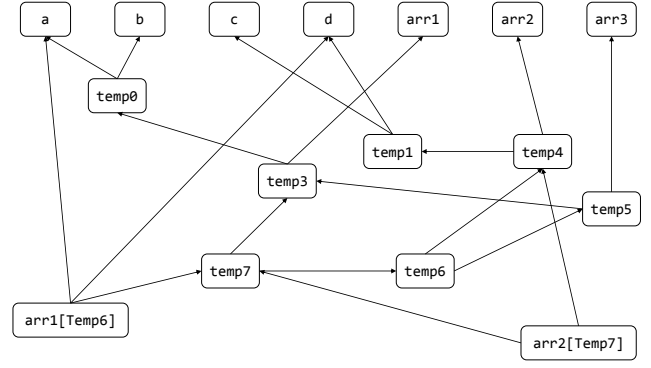 a b c d arr1 arr2 arr3
temp0
temp1 temp4
temp3
temp5
temp7 temp6
arr1[Temp6]
arr2[Temp7]